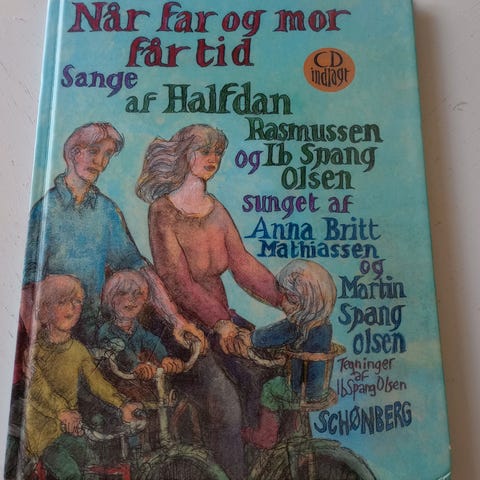 Når far og mor
får tid
CD
indlagt
Sange
af Halfdan
Rasmussen
og Ib Spang
Olsen
sunget af
Anna Britt
Mathiassen
og
Martin
Spang
olsen
Tegninger
af
Ib Spang Olsen
SCHØNBERG